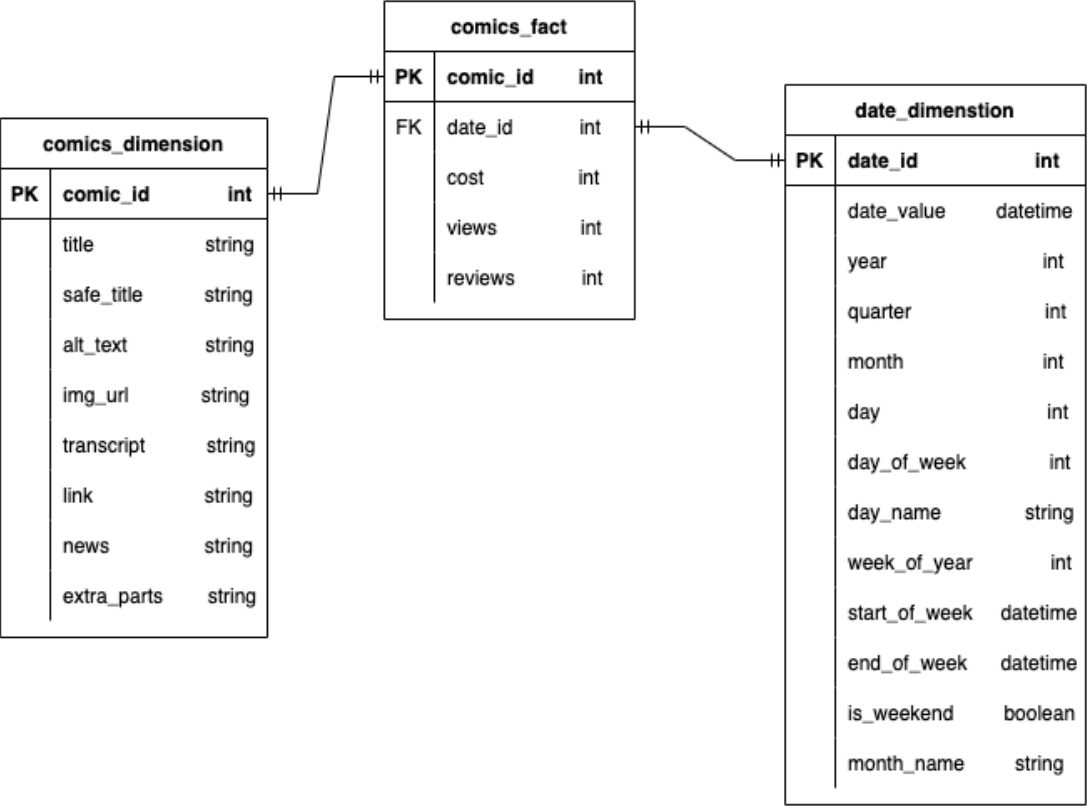 comics_fact
PK comic_id int
FK date_id int
cost int
views int
reviews int
comics_dimension
PK comic_id int
title string
safe_title string
alt_text string
img_url string
transcript string
link string
news string
extra_parts string
date_dimenstion
PK date_id int
date_value datetime
year int
quarter int
month int
day int
day_of_week int
day_name string
week_of_year int
start_of_week datetime
end_of_week datetime
is_weekend boolean
month_name string